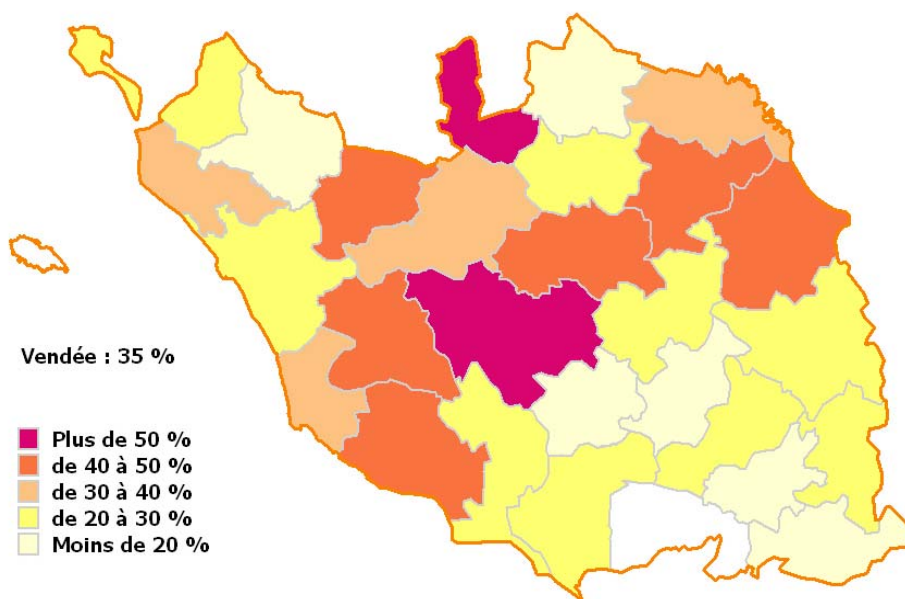 Vendée : 35 %
Plus de 50 %
de 40 à 50 %
de 30 à 40 %
de 20 à 30 %
Moins de 20 %